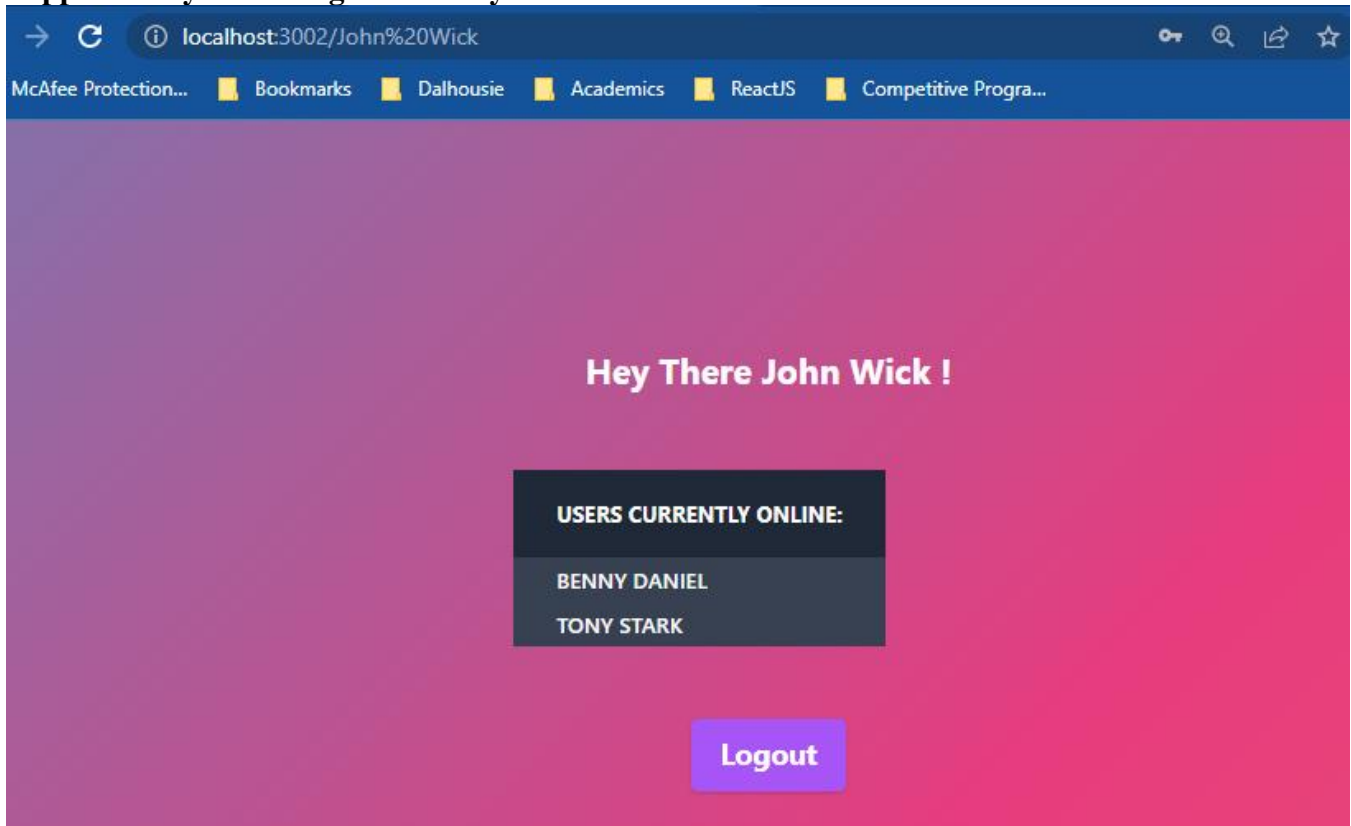 localhost:3002/John%20Wick
McAfee Protection... Bookmarks Dalhousie Academics ReactJS Competitive Progra...
Hey There John Wick !
USERS CURRENTLY ONLINE:
BENNY DANIEL
TONY STARK
Logout